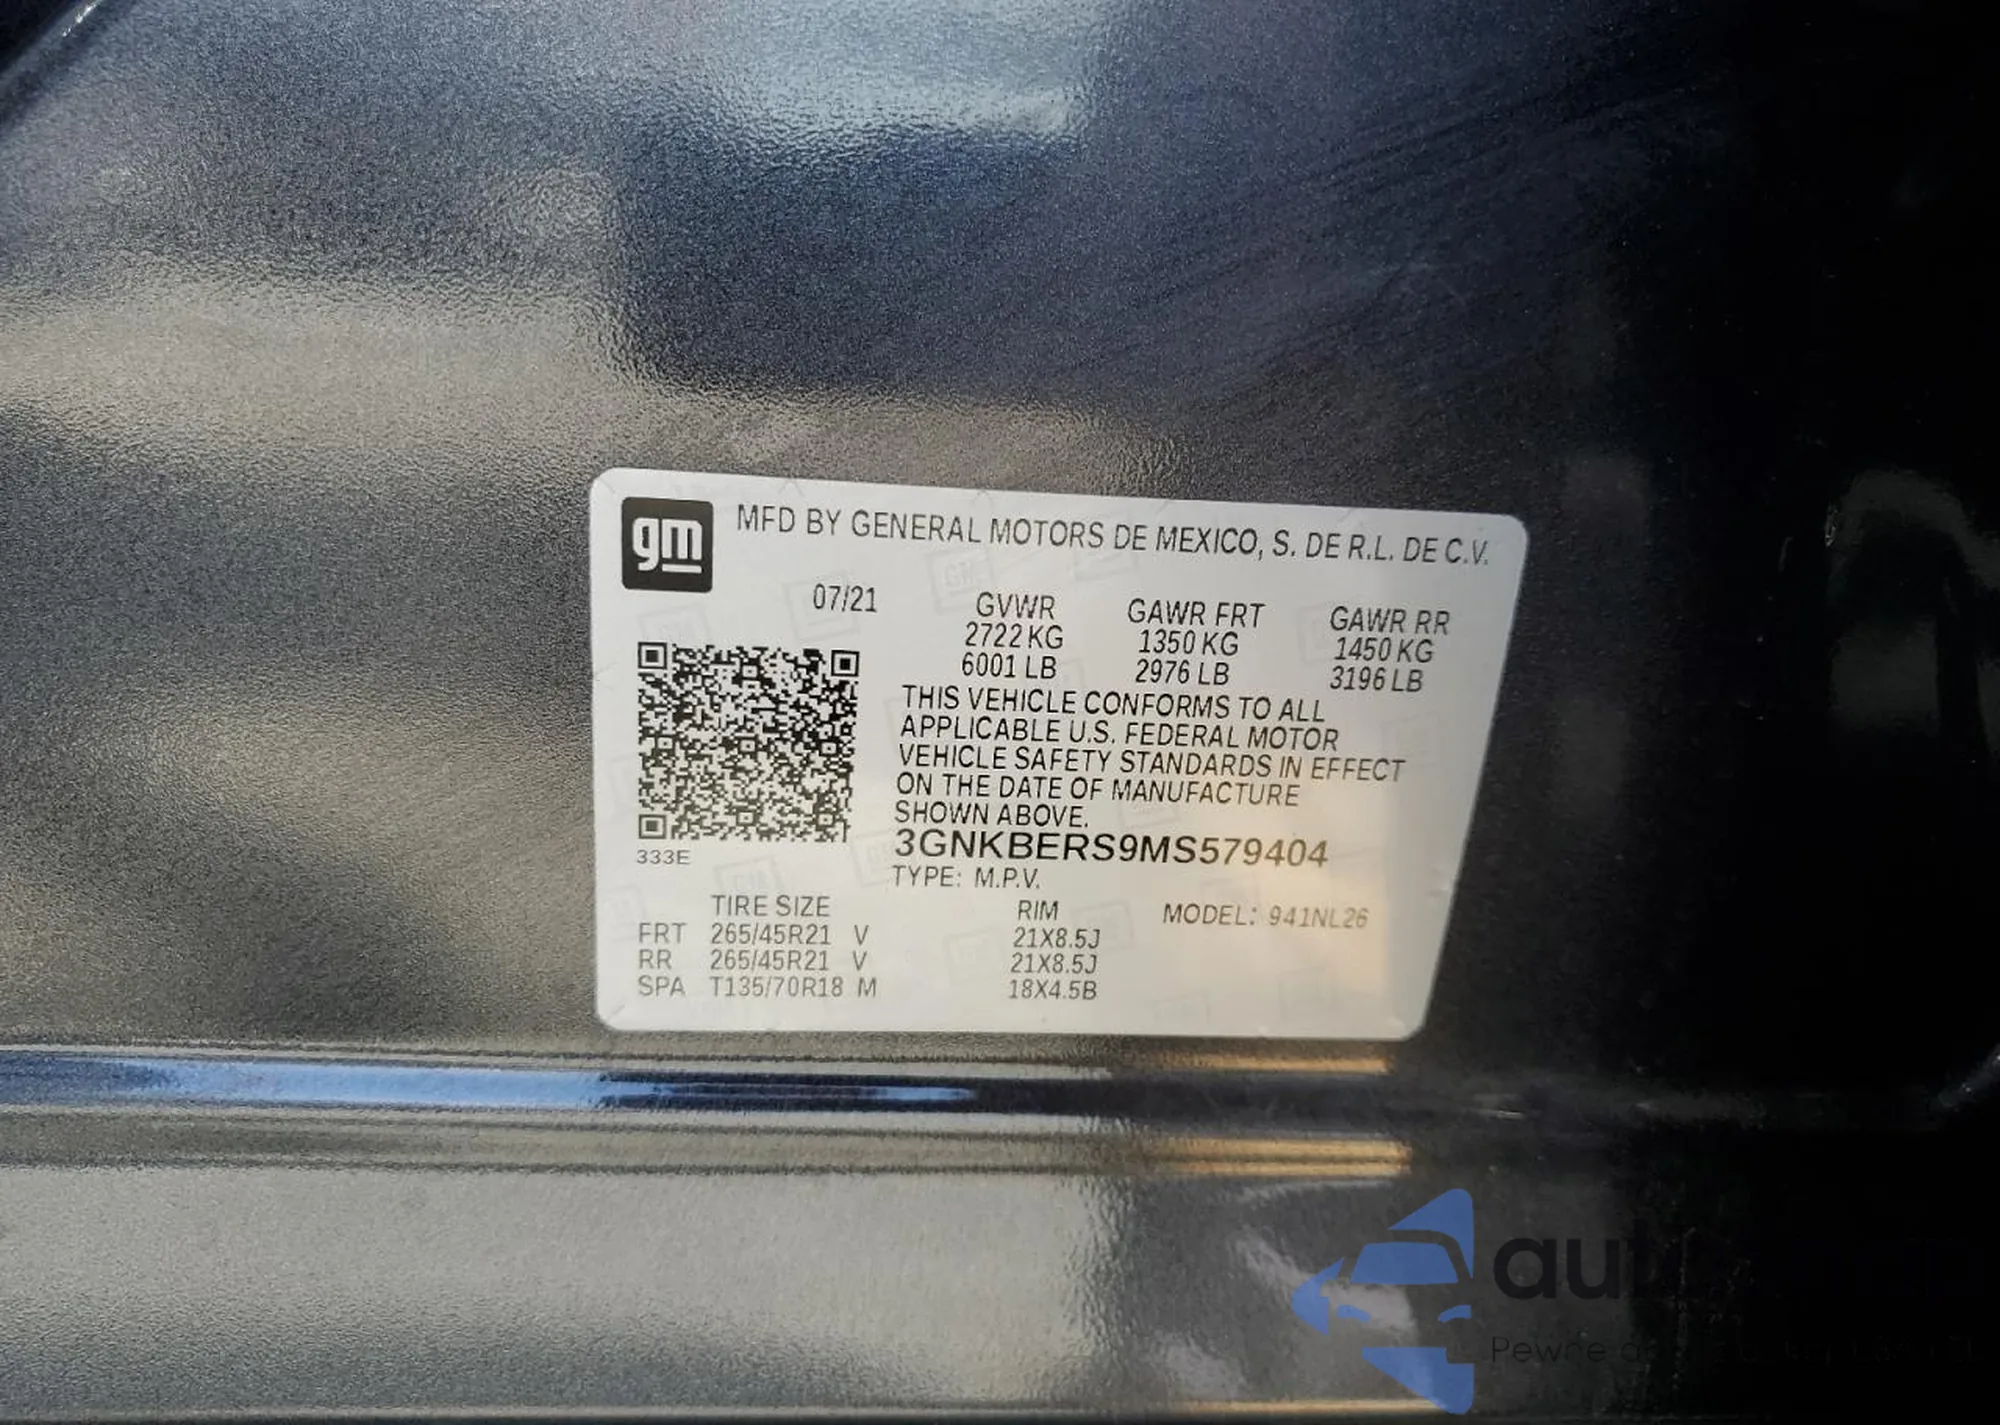 gm
MFD BY GENERAL MOTORS DE MEXICO, S. DE R.L. DE C.V.
07/21 GVWR GAWR FRT GAWR RR
2722 KG 1350 KG 1450 KG
6001 LB 2976 LB 3196 LB
THIS VEHICLE CONFORMS TO ALL
APPLICABLE U.S. FEDERAL MOTOR
VEHICLE SAFETY STANDARDS IN EFFECT
ON THE DATE OF MANUFACTURE
SHOWN ABOVE.
3GNKBERS9MS579404
333E
TYPE: M.P.V.
TIRE SIZE RIM MODEL: 941NL26
FRT 265/45R21 V 21X8.5J
RR 265/45R21 V 21X8.5J
SPA T135/70R18 M 18X4.5B
Pewne